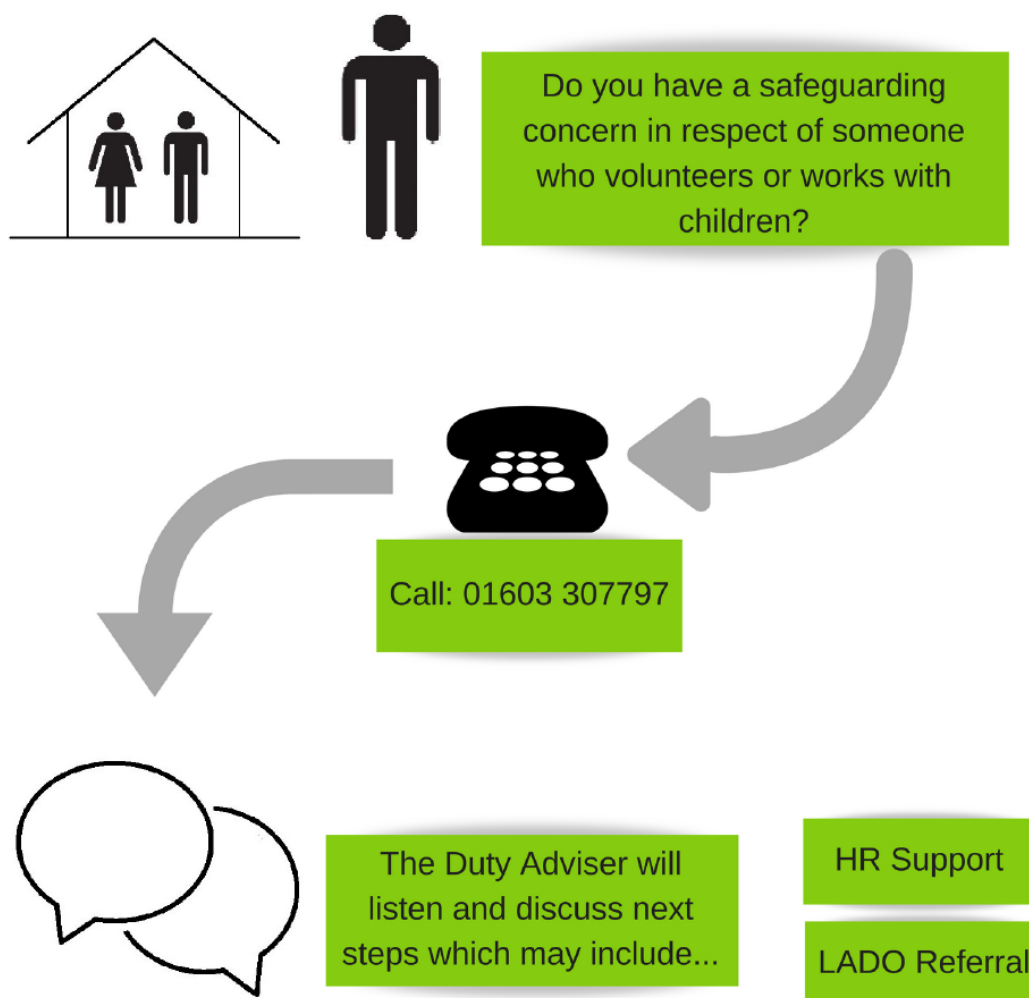 Do you have a safeguarding
concern in respect of someone
who volunteers or works with
children?
Call: 01603 307797
The Duty Adviser will
listen and discuss next
steps which may include...
HR Support
LADO Referral